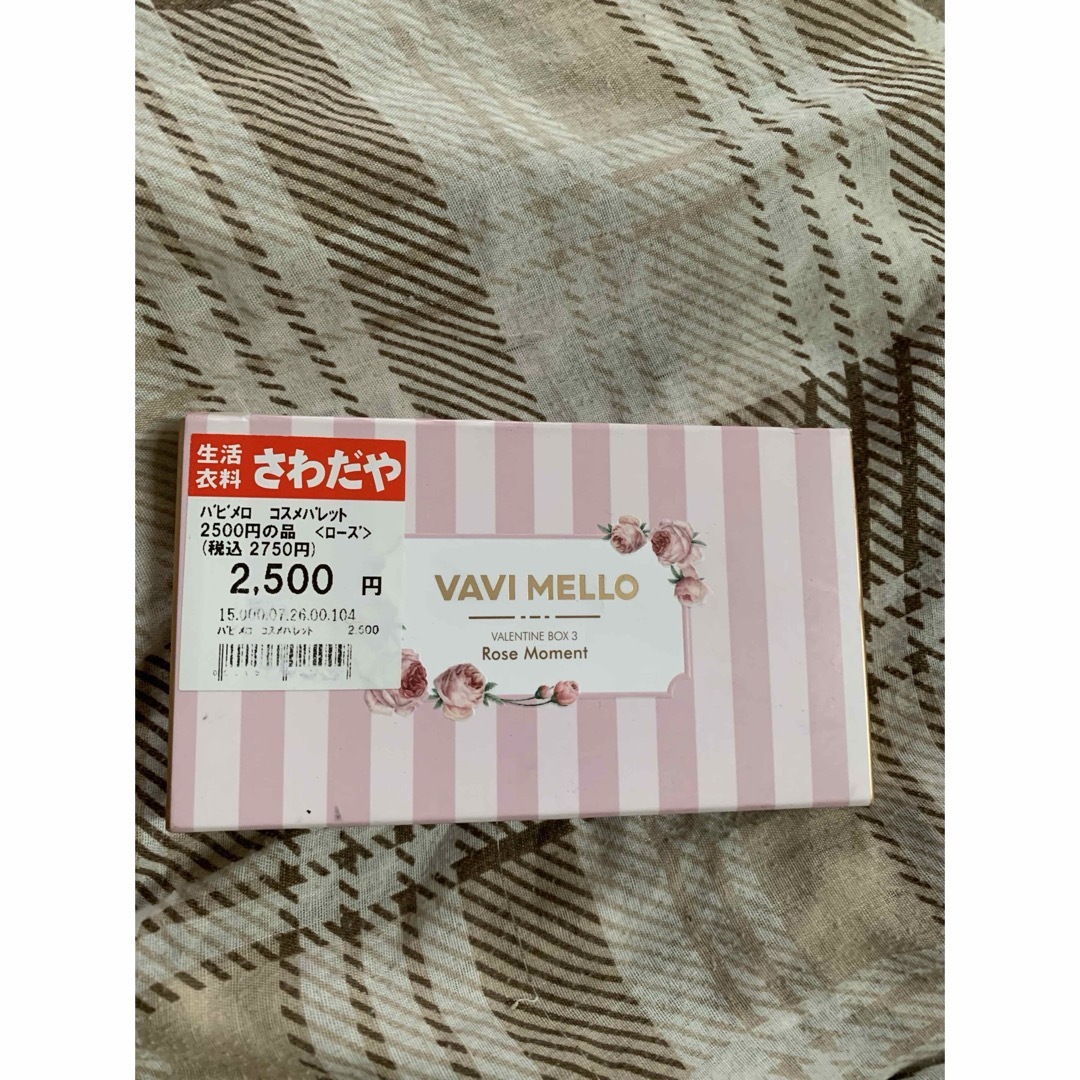 生活
衣料 さわだや
ﾊﾞﾋﾞﾒﾛ コスメﾊﾟﾚｯﾄ
2500円の品 <ﾛｰｽﾞ>
(税込 2750円)
2,500 円
15.000.07.26.00.104
ﾊﾞﾋﾞﾒﾛ コスメﾊﾟﾚｯﾄ 2,500
VAVI MELLO
VALENTINE BOX 3
Rose Moment